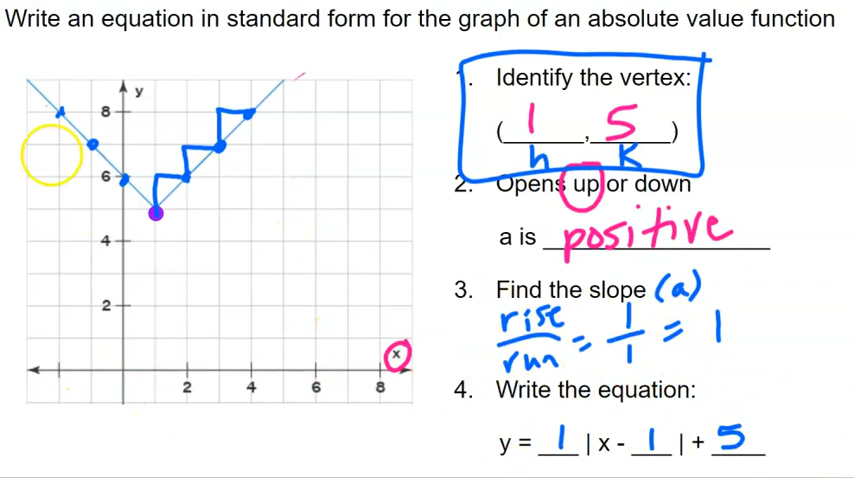 Write an equation in standard form for the graph of an absolute value function
y
8
6
4
2
x
2 4 6 8
1. Identify the vertex:
( 1 , 5 )
h k
2. Opens up or down
a is positive
3. Find the slope (a)
rise/run = 1/1 = 1
4. Write the equation:
y = 1 | x - 1 | + 5